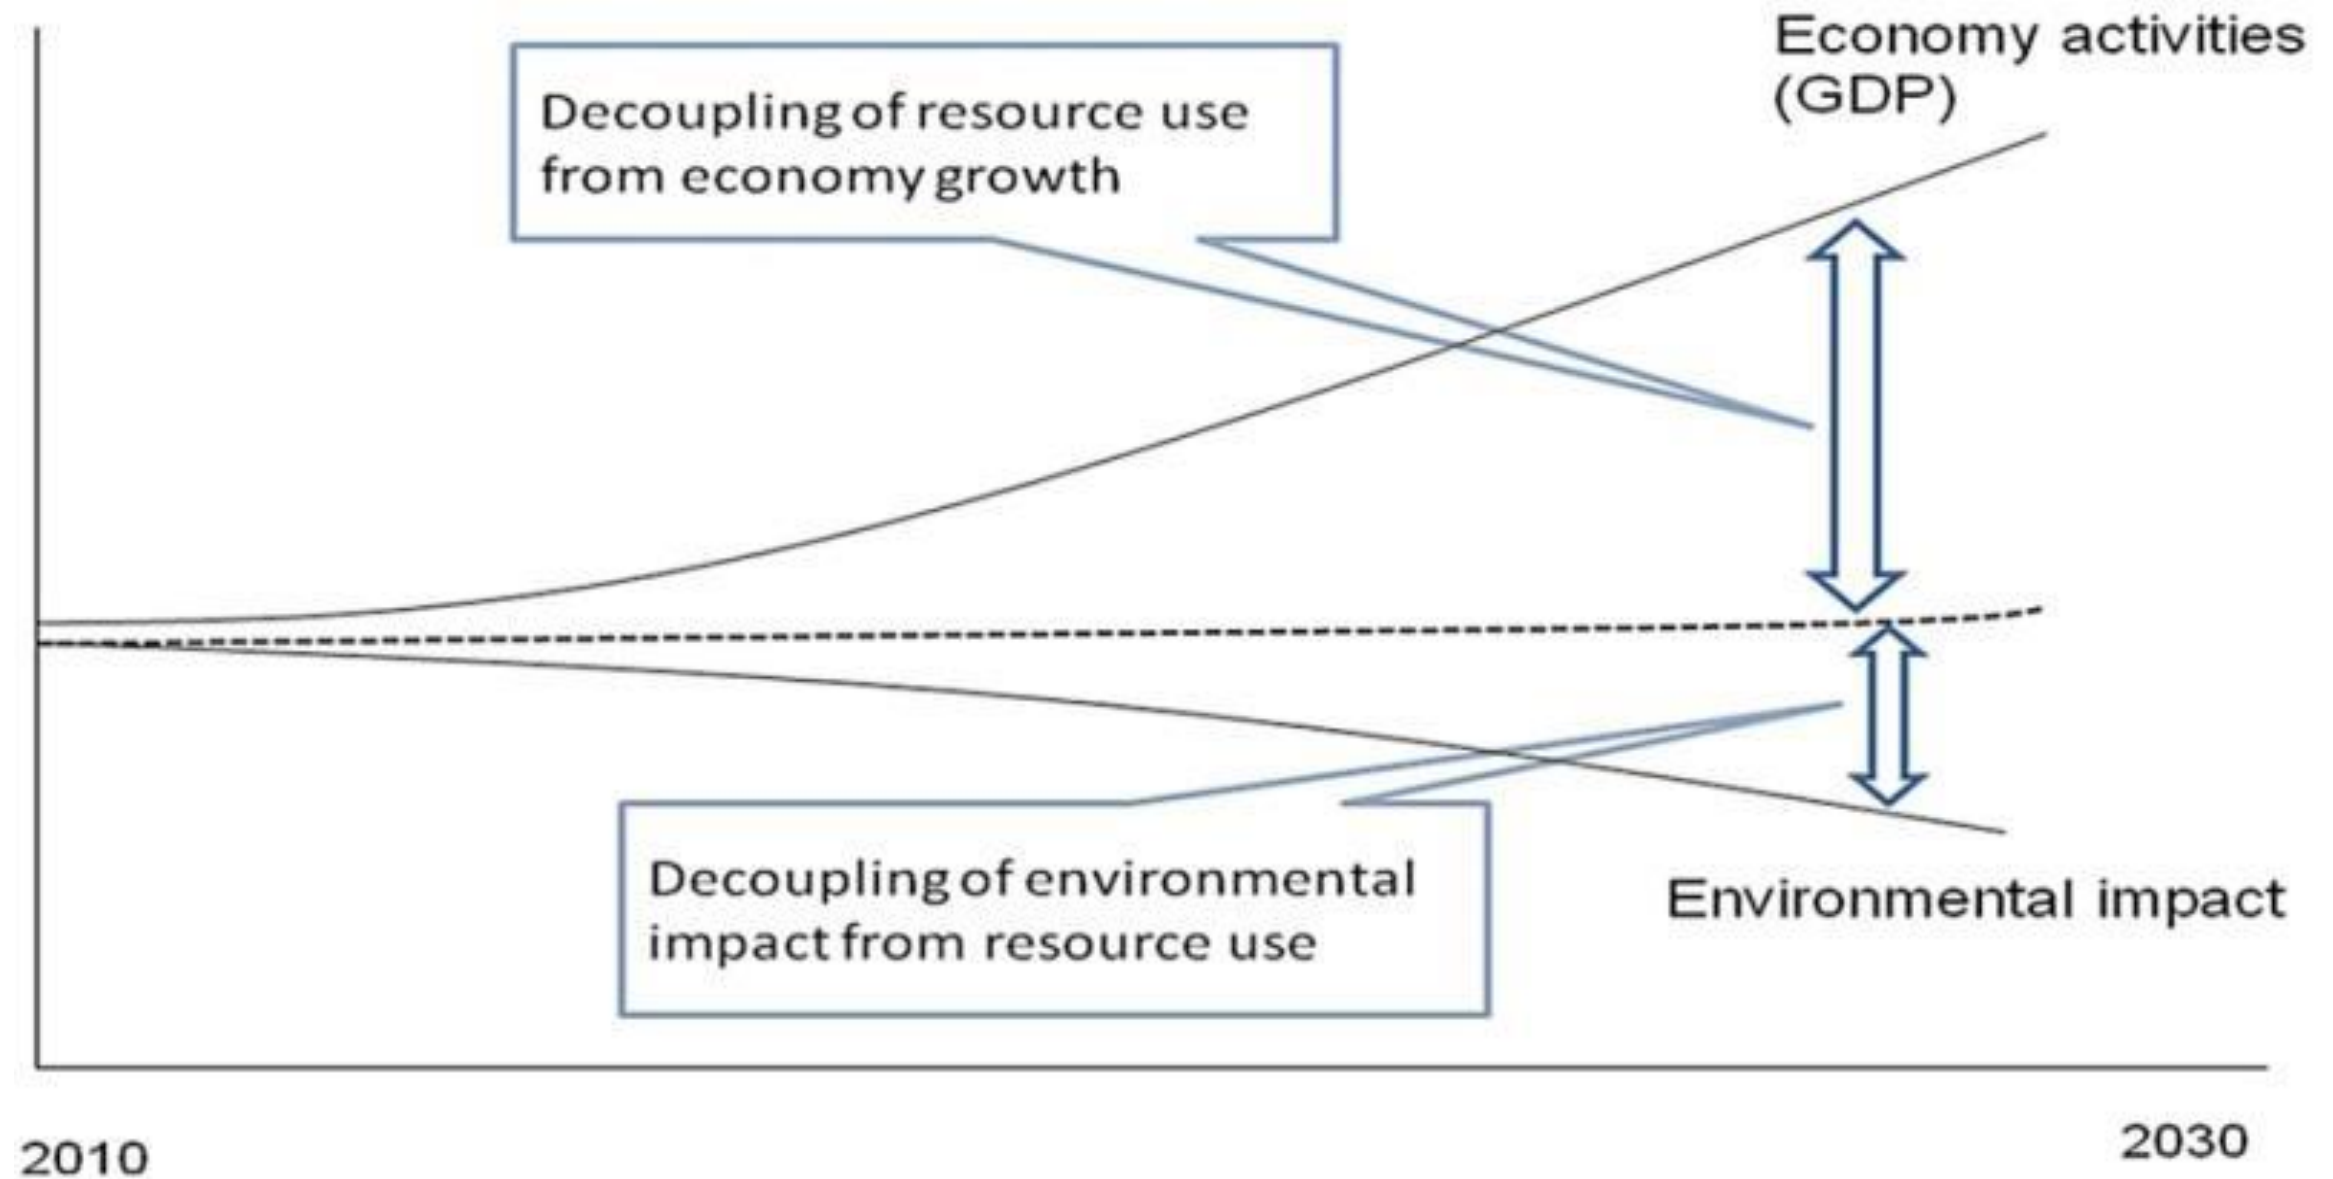 Economy activities
(GDP)
Decoupling of resource use
from economy growth
Decoupling of environmental
impact from resource use
Environmental impact
2010
2030